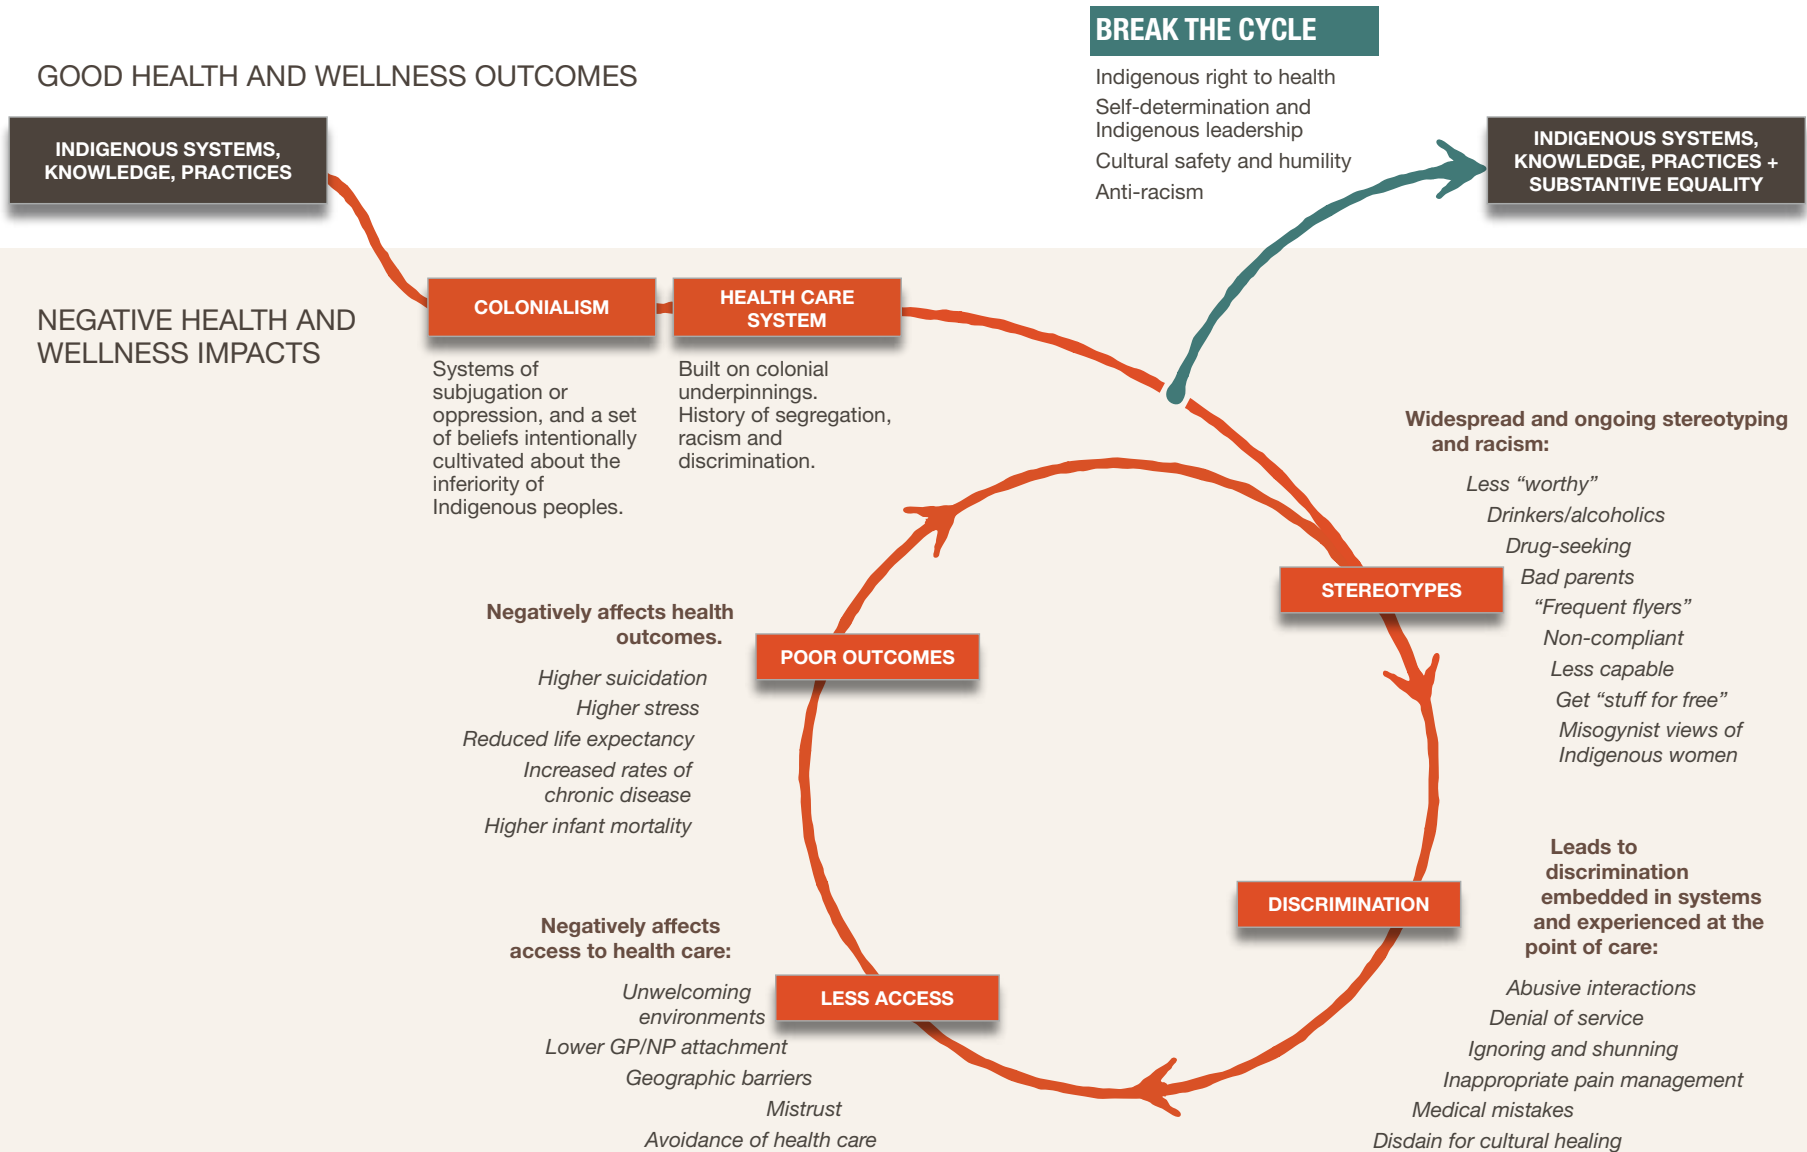 BREAK THE CYCLE
Indigenous right to health
Self-determination and
Indigenous leadership
Cultural safety and humility
Anti-racism
GOOD HEALTH AND WELLNESS OUTCOMES
INDIGENOUS SYSTEMS,
KNOWLEDGE, PRACTICES
INDIGENOUS SYSTEMS,
KNOWLEDGE, PRACTICES +
SUBSTANTIVE EQUALITY
NEGATIVE HEALTH AND
WELLNESS IMPACTS
COLONIALISM
Systems of
subjugation or
oppression, and a set
of beliefs intentionally
cultivated about the
inferiority of
Indigenous peoples.
HEALTH CARE
SYSTEM
Built on colonial
underpinnings.
History of segregation,
racism and
discrimination.
Widespread and ongoing stereotyping
and racism:
Less “worthy”
Drinkers/alcoholics
Drug-seeking
Bad parents
“Frequent flyers”
Non-compliant
Less capable
Get “stuff for free”
Misogynist views of
Indigenous women
STEREOTYPES
DISCRIMINATION
Leads to
discrimination
embedded in systems
and experienced at the
point of care:
Abusive interactions
Denial of service
Ignoring and shunning
Inappropriate pain management
Medical mistakes
Disdain for cultural healing
LESS ACCESS
Negatively affects
access to health care:
Unwelcoming
environments
Lower GP/NP attachment
Geographic barriers
Mistrust
Avoidance of health care
POOR OUTCOMES
Negatively affects health
outcomes.
Higher suicidation
Higher stress
Reduced life expectancy
Increased rates of
chronic disease
Higher infant mortality